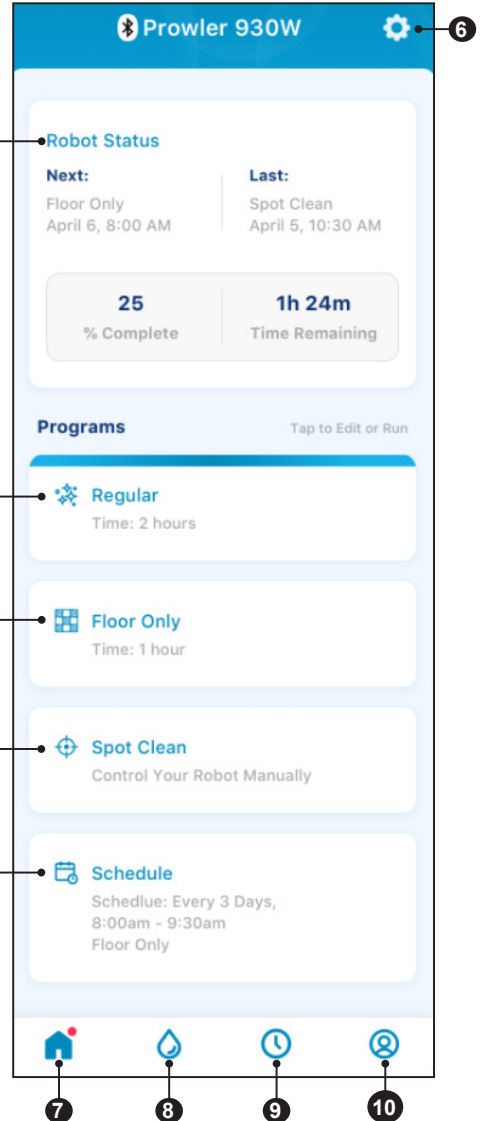 Prowler 930W
6
Robot Status
Next:
Floor Only
April 6, 8:00 AM
Last:
Spot Clean
April 5, 10:30 AM
25
% Complete
1h 24m
Time Remaining
Programs
Tap to Edit or Run
Regular
Time: 2 hours
Floor Only
Time: 1 hour
Spot Clean
Control Your Robot Manually
Schedule
Schedlue: Every 3 Days,
8:00am - 9:30am
Floor Only
7
8
9
10